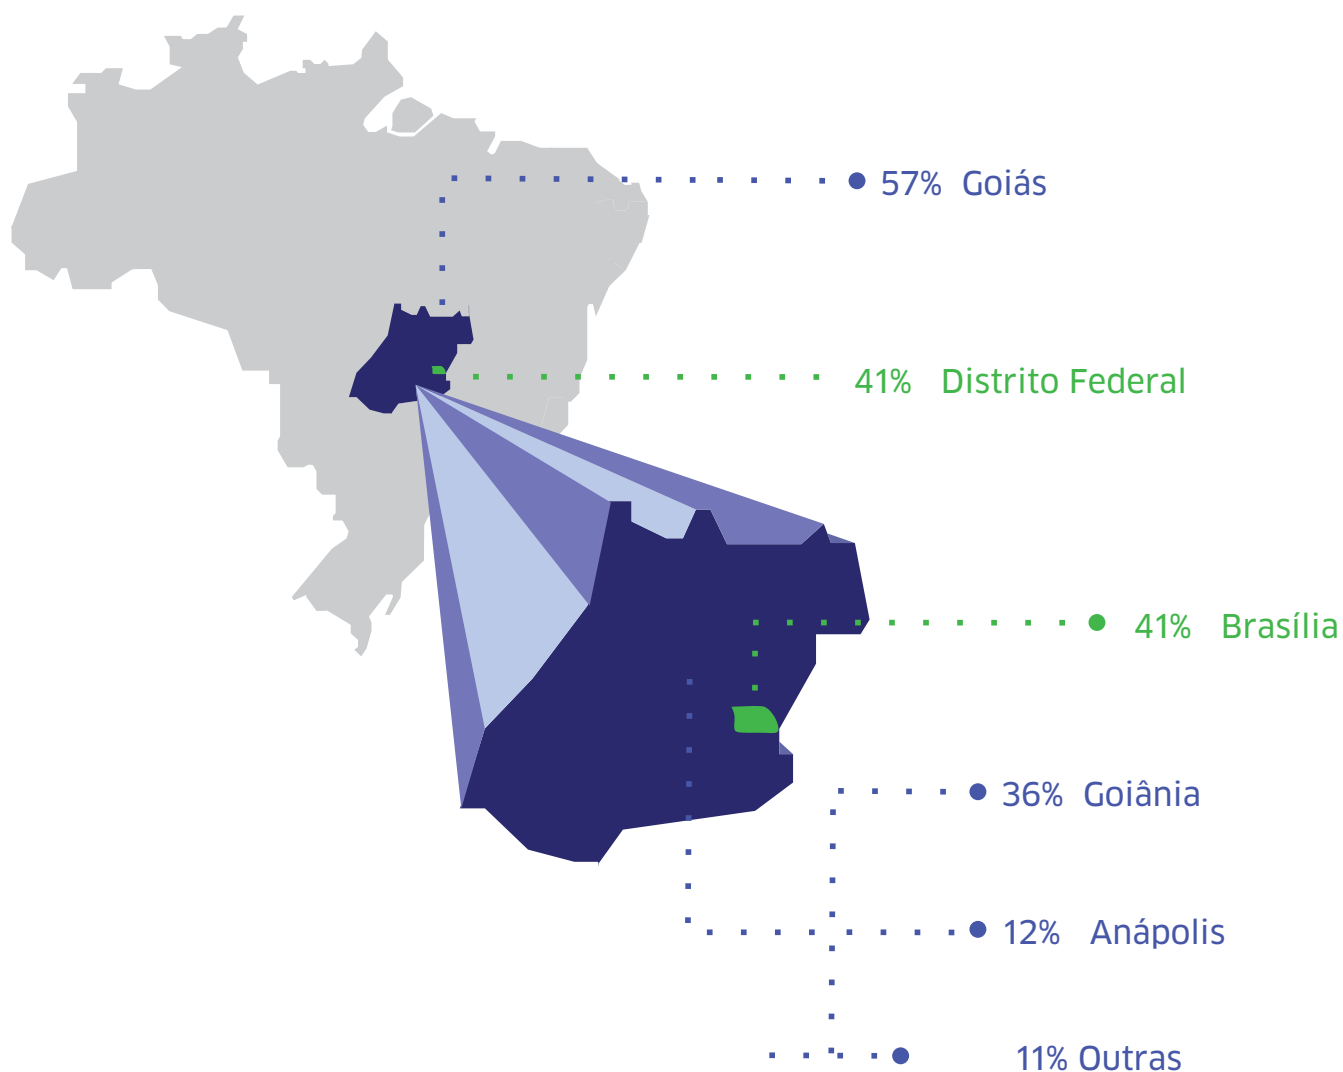 57% Goiás
41% Distrito Federal
41% Brasília
36% Goiânia
12% Anápolis
11% Outras